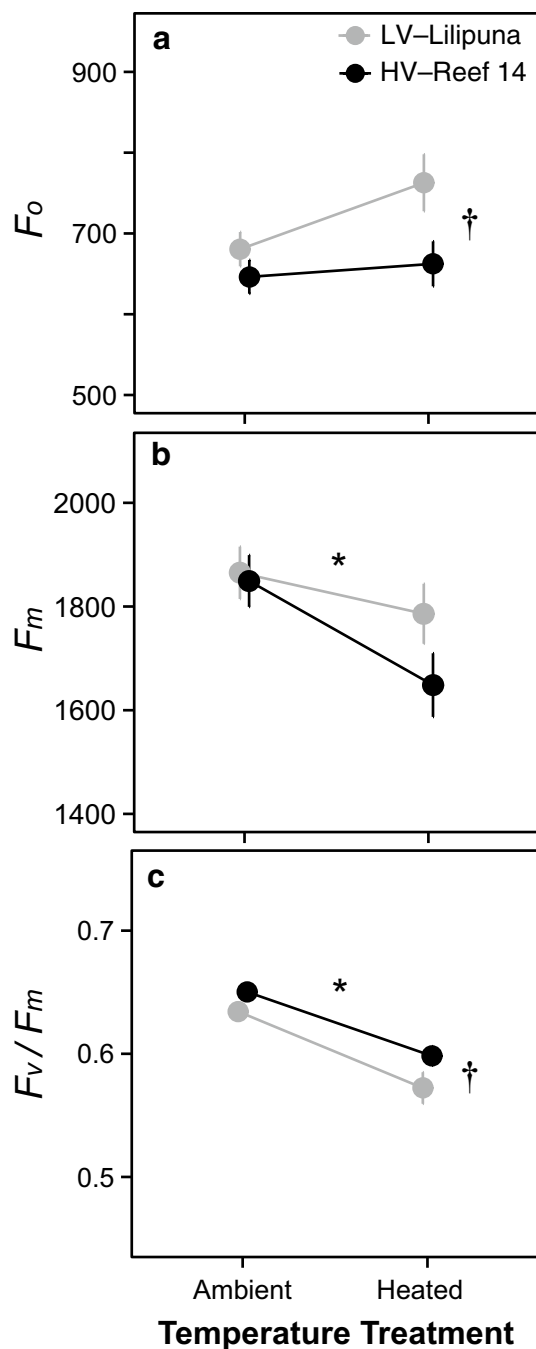 a
LV–Lilipuna
HV–Reef 14
900
700
500
Fo
†
b
2000
1800
1600
1400
Fm
*
c
0.7
0.6
0.5
Fv / Fm
*
†
Ambient Heated
Temperature Treatment